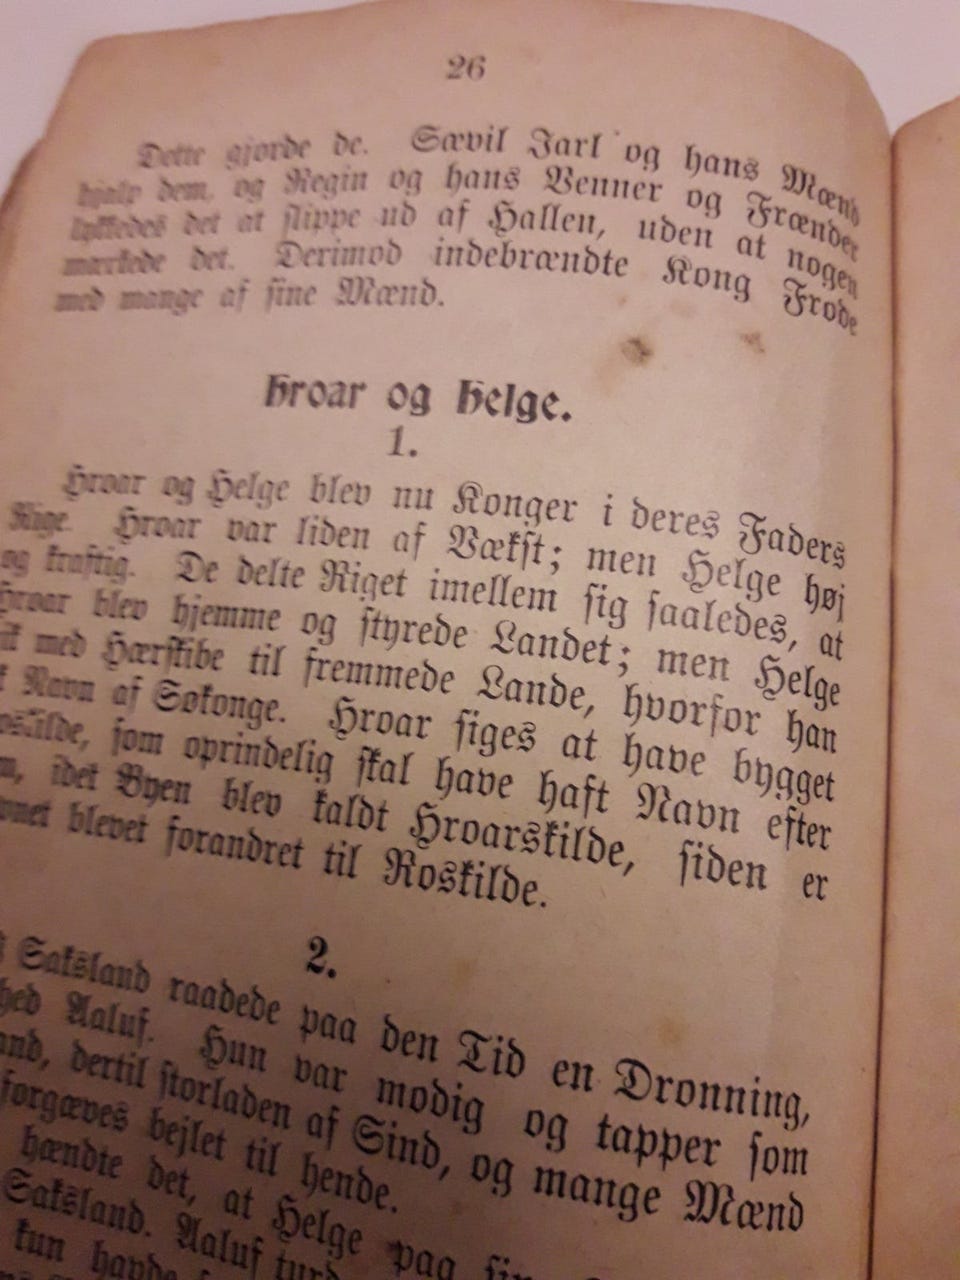 26
Dette gjorde de. Sævil Jarl og hans Mænd
hjalp dem, og Regin og hans Venner og Frænder
lykkedes det at slippe ud af Hallen, uden at nogen
mærkede det. Derimod indebrændte Kong Frode
med mange af sine Mænd.
Hroar og Helge.
1.
Hroar og Helge blev nu Konger i deres Faders
Rige. Hroar var liden af Vækst; men Helge høj
og kraftig. De delte Riget imellem sig saaledes, at
Hroar blev hjemme og styrede Landet; men Helge
med Hærskibe til fremmede Lande, hvorfor han
Navn af Søkonge. Hroar siges at have bygget
som oprindelig skal have haft Navn efter
idet Byen blev kaldt Hroarskilde, siden er
blevet forandret til Roskilde.
2.
Saksland raadede paa den Tid en Dronning,
Aaluf. Hun var modig og tapper som
dertil storladen af Sind, og mange Mænd
forgæves bejlet til hende.
hændte det, at Helge paa
Saksland. Aaluf
kun havde